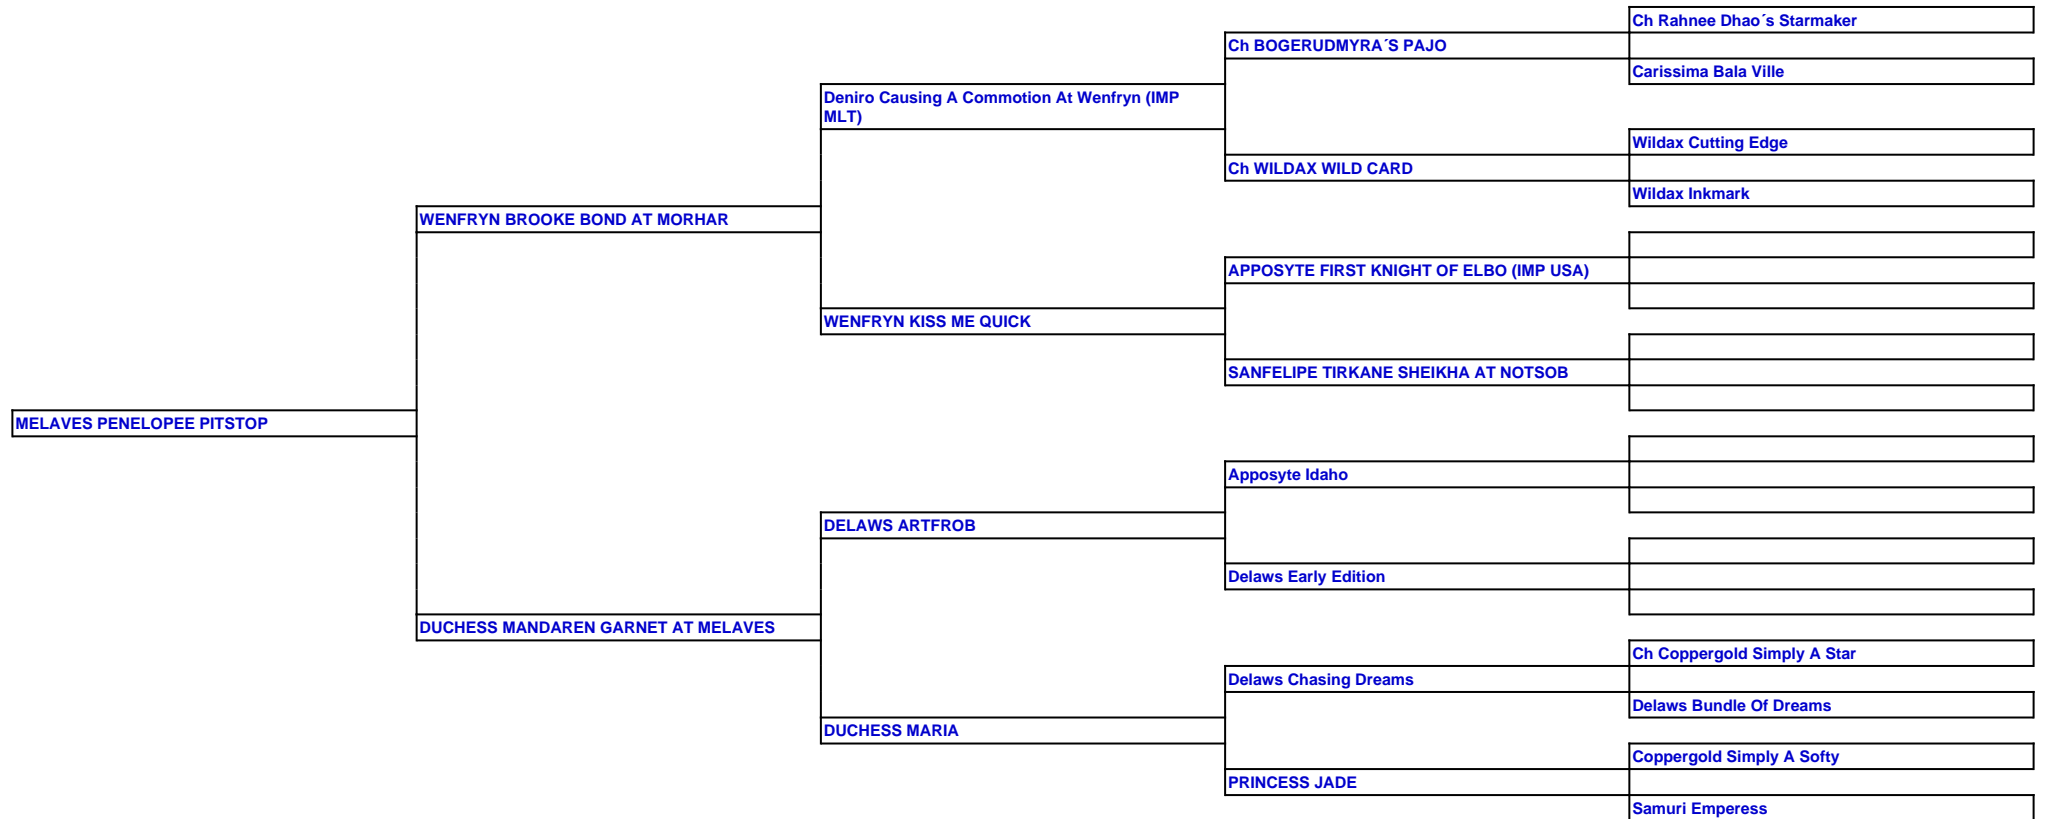 Ch Rahnee Dhao´s Starmaker
Ch BOGERUDMYRA´S PAJO
Carissima Bala Ville
Deniro Causing A Commotion At Wenfryn (IMP
MLT)
Wildax Cutting Edge
Ch WILDAX WILD CARD
Wildax Inkmark
WENFRYN BROOKE BOND AT MORHAR
APPOSYTE FIRST KNIGHT OF ELBO (IMP USA)
WENFRYN KISS ME QUICK
SANFELIPE TIRKANE SHEIKHA AT NOTSOB
MELAVES PENELOPEE PITSTOP
Apposyte Idaho
DELAWS ARTFROB
Delaws Early Edition
DUCHESS MANDAREN GARNET AT MELAVES
Ch Coppergold Simply A Star
Delaws Chasing Dreams
Delaws Bundle Of Dreams
DUCHESS MARIA
Coppergold Simply A Softy
PRINCESS JADE
Samuri Emperess